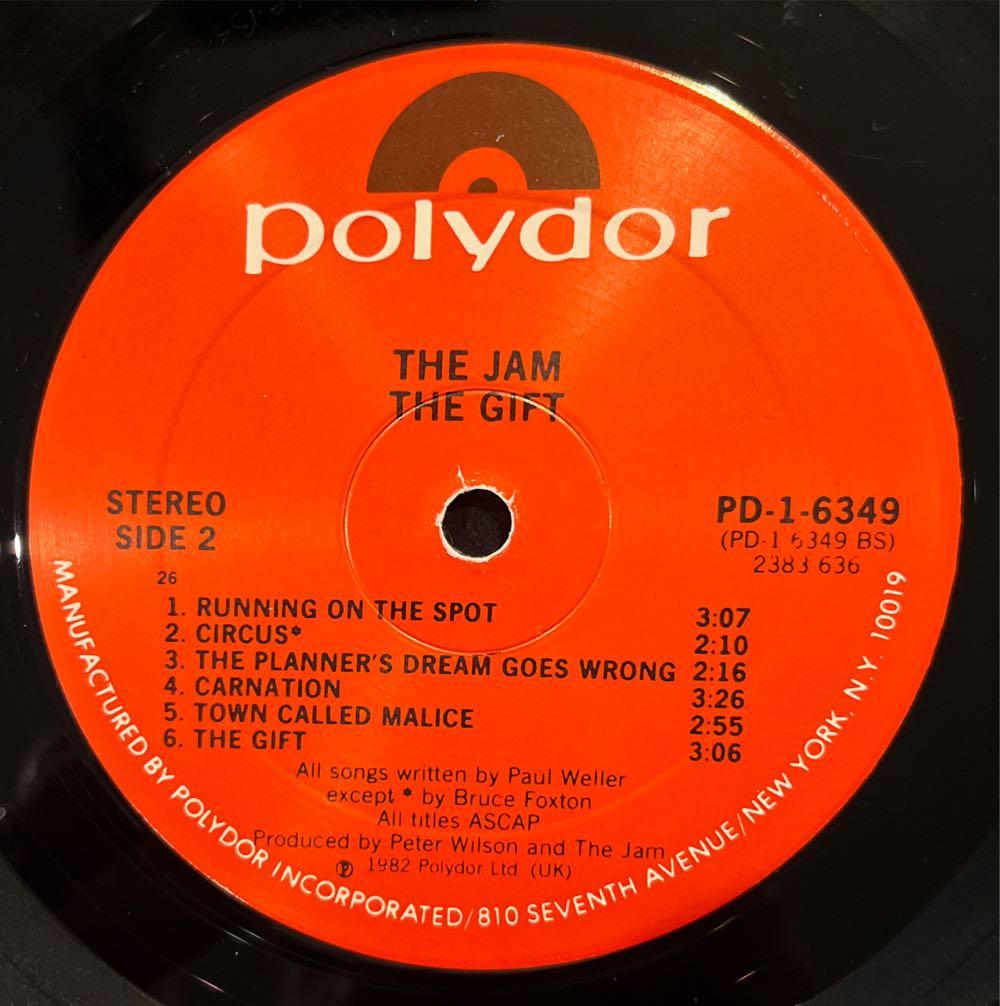 polydor
THE JAM
THE GIFT
STEREO
SIDE 2
PD-1-6349
(PD-1 6349 BS)
2383 636
26
1. RUNNING ON THE SPOT 3:07
2. CIRCUS* 2:10
3. THE PLANNER'S DREAM GOES WRONG 2:16
4. CARNATION 3:26
5. TOWN CALLED MALICE 2:55
6. THE GIFT 3:06
All songs written by Paul Weller
except * by Bruce Foxton
All titles ASCAP
Produced by Peter Wilson and The Jam
℗ 1982 Polydor Ltd (UK)
MANUFACTURED BY POLYDOR INCORPORATED/810 SEVENTH AVENUE/NEW YORK, N.Y. 10019